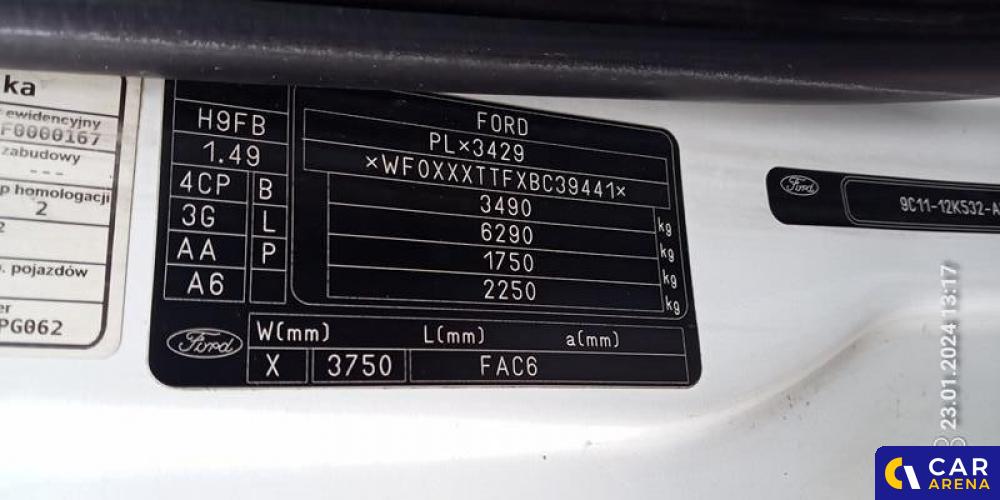 ka
ewidencyjny
F0000167
zabudowy
---
p homologacji
2
2
. pojazdów
er
PG062
H9FB
1.49
4CP B
3G L
AA P
A6
FORD
PL×3429
×WF0XXXTTFXBC39441×
3490 kg
6290 kg
1750 kg
2250 kg
Ford
W(mm) L(mm) a(mm)
X 3750 FAC6
Ford
9C11-12K532-A
23.01.2024 13:17
CAR
ARENA